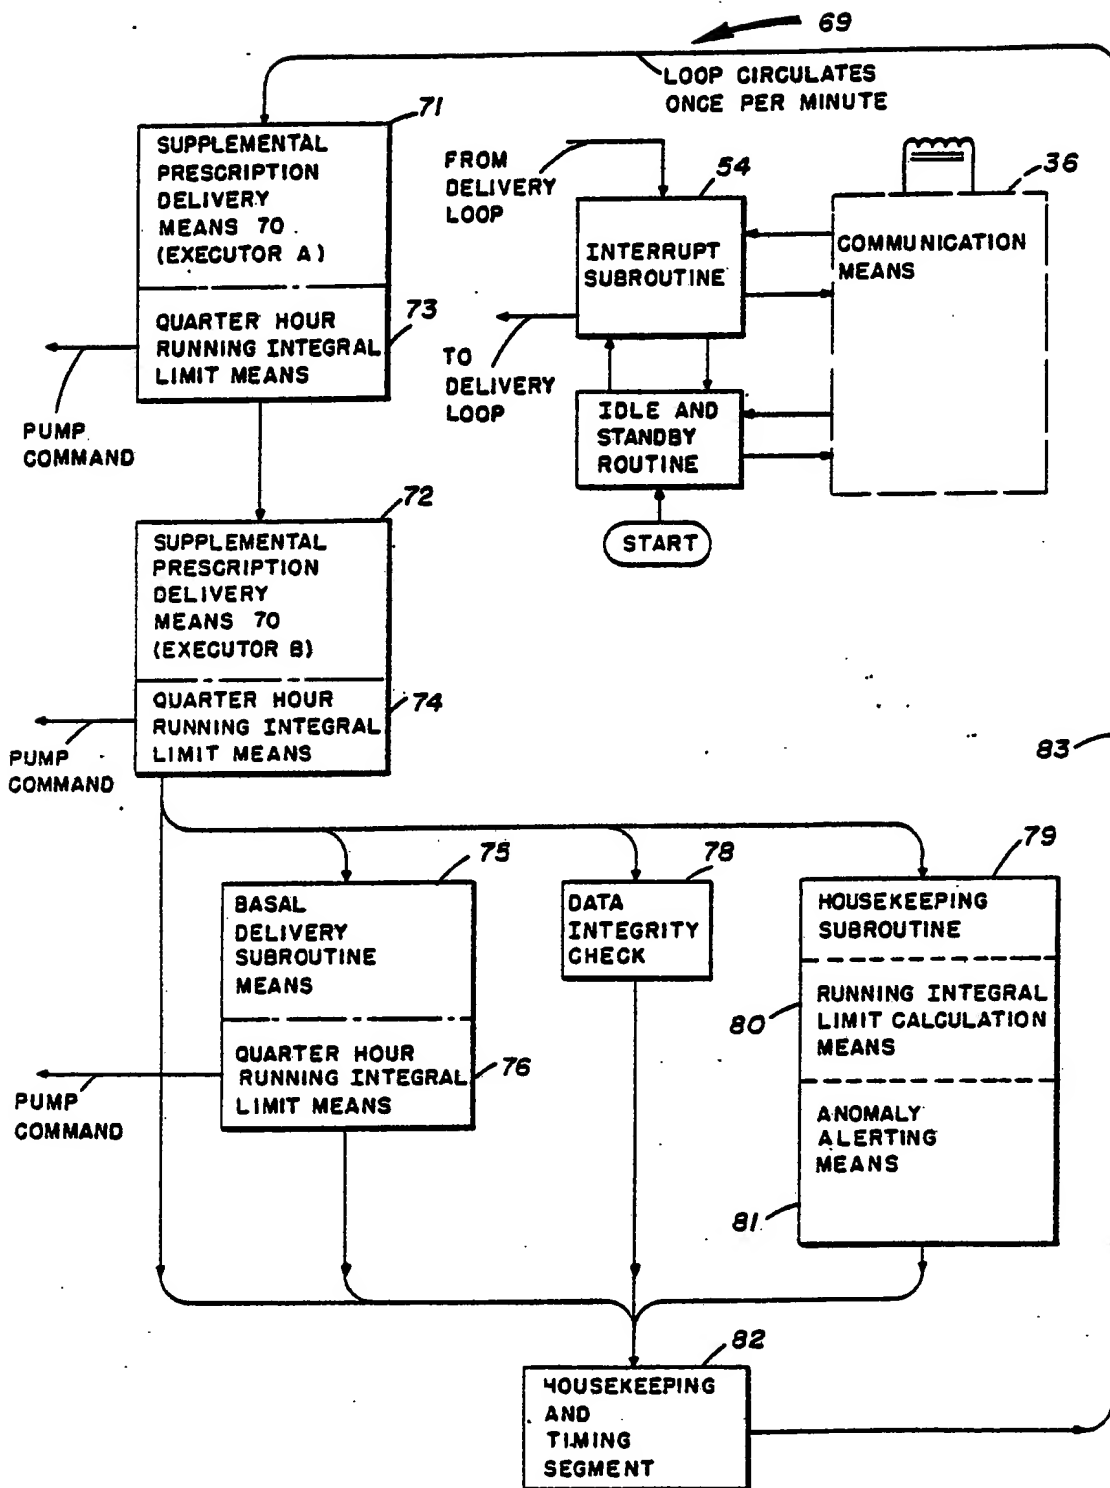 69
LOOP CIRCULATES
ONCE PER MINUTE
71
SUPPLEMENTAL
PRESCRIPTION
DELIVERY
MEANS 70
(EXECUTOR A)
73
QUARTER HOUR
RUNNING INTEGRAL
LIMIT MEANS
PUMP
COMMAND
FROM
DELIVERY
LOOP
54
INTERRUPT
SUBROUTINE
36
COMMUNICATION
MEANS
TO
DELIVERY
LOOP
IDLE AND
STANDBY
ROUTINE
START
72
SUPPLEMENTAL
PRESCRIPTION
DELIVERY
MEANS 70
(EXECUTOR B)
74
QUARTER HOUR
RUNNING INTEGRAL
LIMIT MEANS
PUMP
COMMAND
83
75
BASAL
DELIVERY
SUBROUTINE
MEANS
76
QUARTER HOUR
RUNNING INTEGRAL
LIMIT MEANS
PUMP
COMMAND
78
DATA
INTEGRITY
CHECK
79
HOUSEKEEPING
SUBROUTINE
80
RUNNING INTEGRAL
LIMIT CALCULATION
MEANS
ANOMALY
ALERTING
MEANS
81
82
HOUSEKEEPING
AND
TIMING
SEGMENT